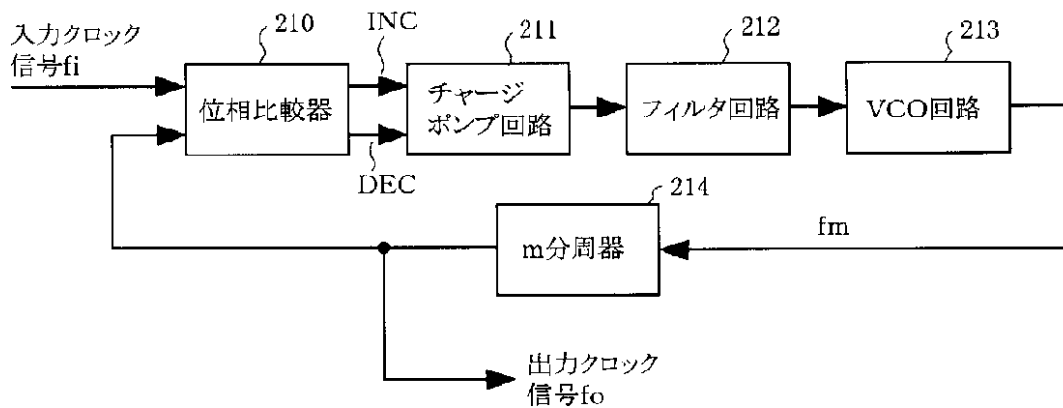 210
INC
211
212
213
入力クロック
信号fi
位相比較器
チャージ
ポンプ回路
フィルタ回路
VCO回路
DEC
214
m分周器
fm
出力クロック
信号fo